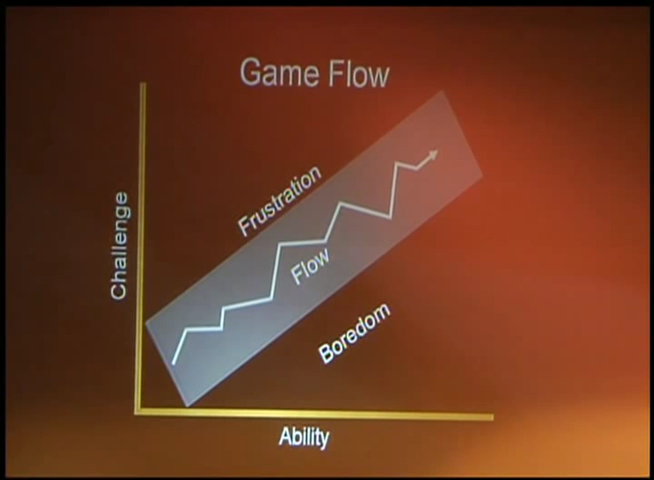 Game Flow
Frustration
Challenge
Flow
Boredom
Ability